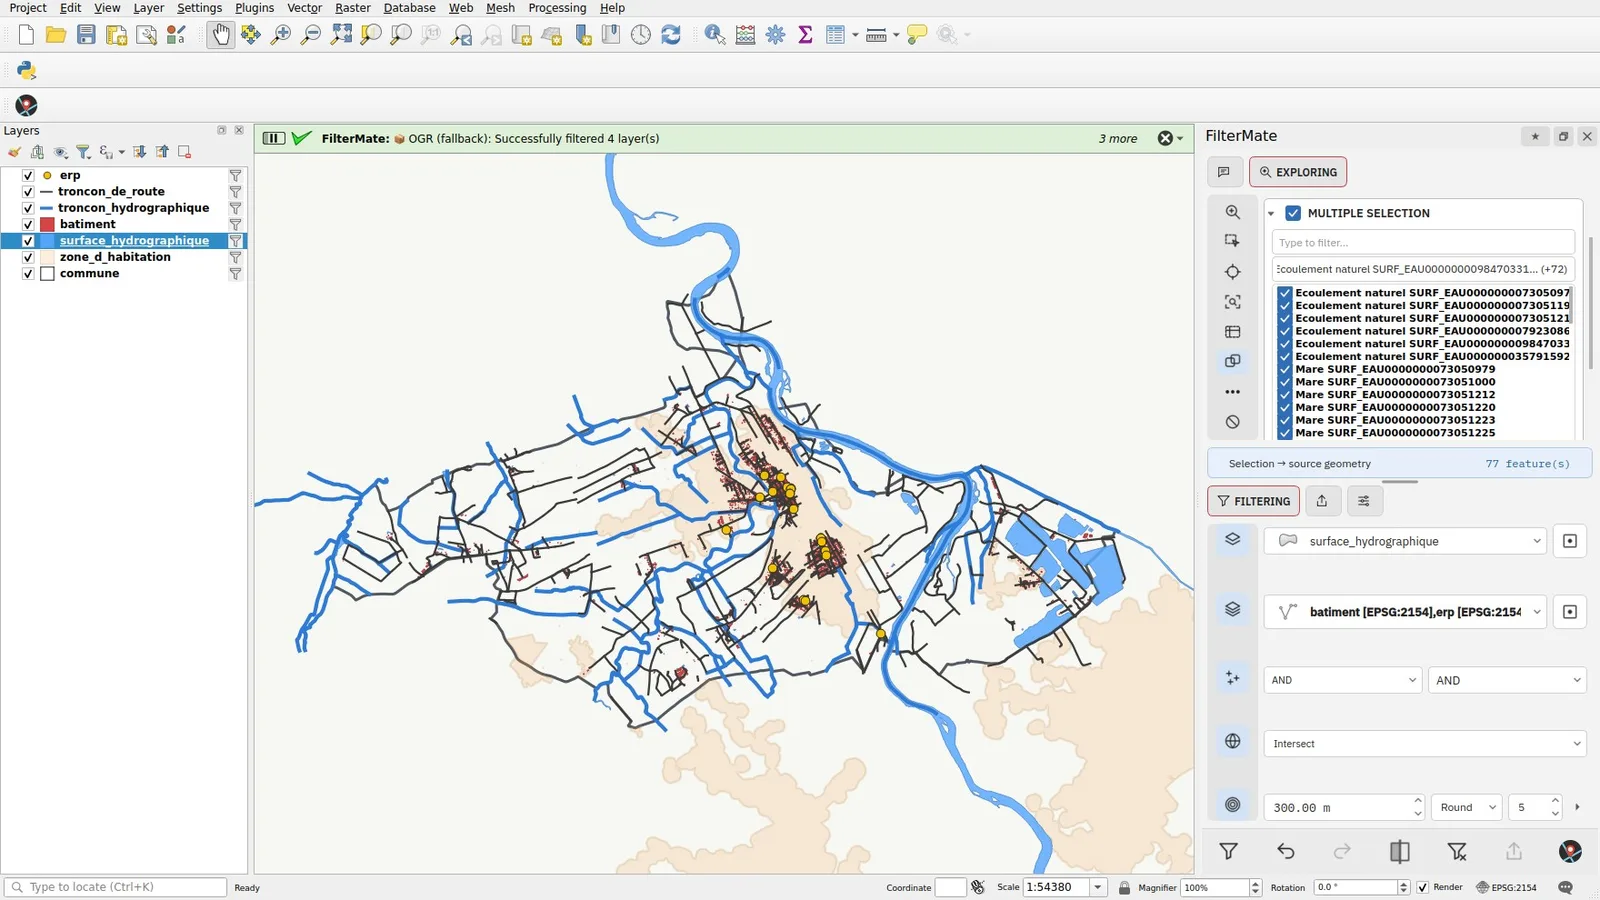 Project Edit View Layer Settings Plugins Vector Raster Database Web Mesh Processing Help
Layers
erp
troncon_de_route
troncon_hydrographique
batiment
surface_hydrographique
zone_d_habitation
commune
FilterMate: 📦 OGR (fallback): Successfully filtered 4 layer(s)
3 more
FilterMate
EXPLORING
MULTIPLE SELECTION
Type to filter...
Ecoulement naturel SURF_EAU0000000098470331... (+72)
Ecoulement naturel SURF_EAU000000007305097
Ecoulement naturel SURF_EAU000000007305119
Ecoulement naturel SURF_EAU000000007305121
Ecoulement naturel SURF_EAU000000007923086
Ecoulement naturel SURF_EAU000000009847033
Ecoulement naturel SURF_EAU000000035791592
Mare SURF_EAU0000000073050979
Mare SURF_EAU0000000073051000
Mare SURF_EAU0000000073051212
Mare SURF_EAU0000000073051220
Mare SURF_EAU0000000073051223
Mare SURF_EAU0000000073051225
Selection → source geometry 77 feature(s)
FILTERING
surface_hydrographique
batiment [EPSG:2154],erp [EPSG:2154
AND AND
Intersect
300.00 m Round 5
Type to locate (Ctrl+K) Ready Coordinate Scale 1:54380 Magnifier 100% Rotation 0.0 ° Render EPSG:2154